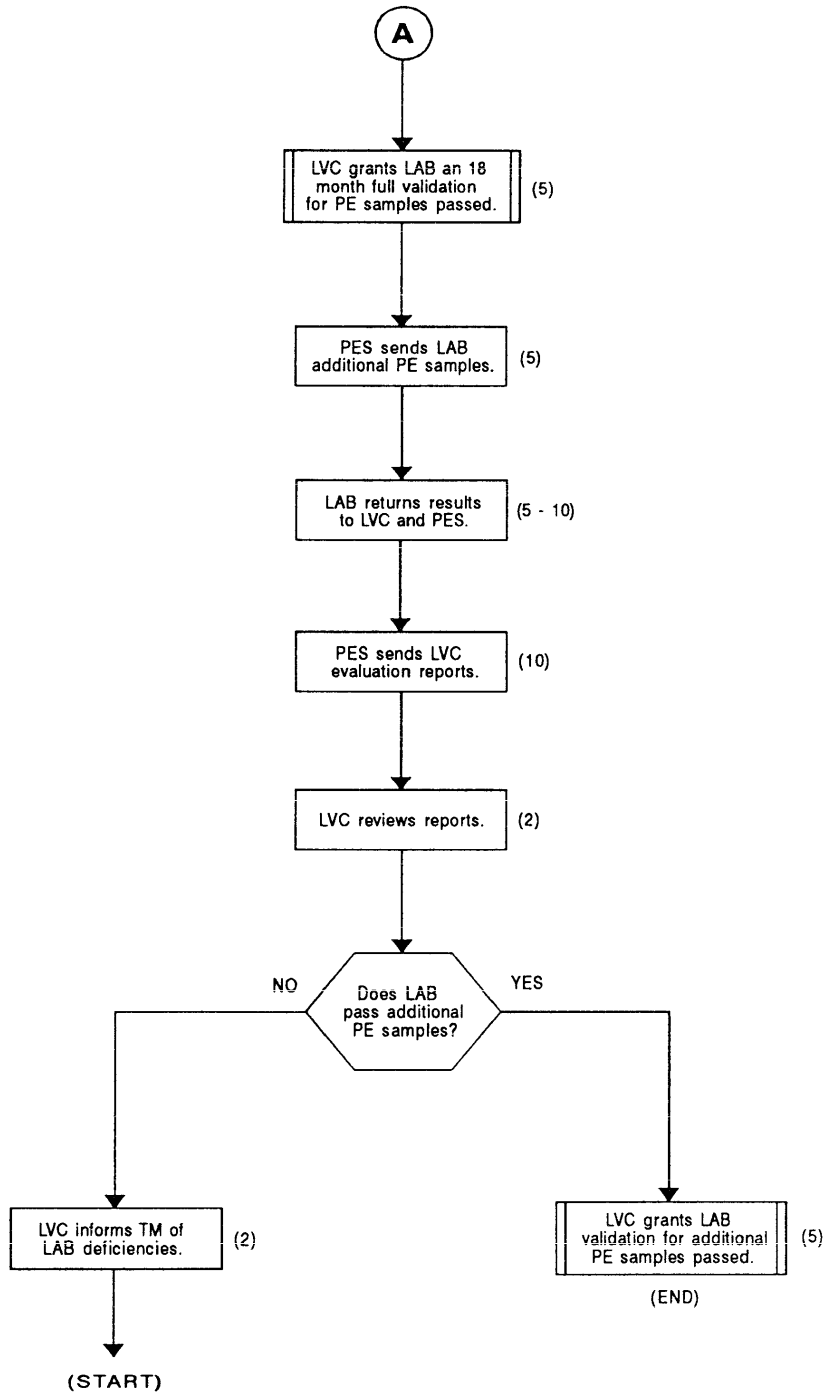 A
LVC grants LAB an 18
month full validation
for PE samples passed.
(5)
PES sends LAB
additional PE samples.
(5)
LAB returns results
to LVC and PES.
(5 - 10)
PES sends LVC
evaluation reports.
(10)
LVC reviews reports.
(2)
NO
Does LAB
pass additional
PE samples?
YES
LVC informs TM of
LAB deficiencies.
(2)
LVC grants LAB
validation for additional
PE samples passed.
(5)
(END)
(START)